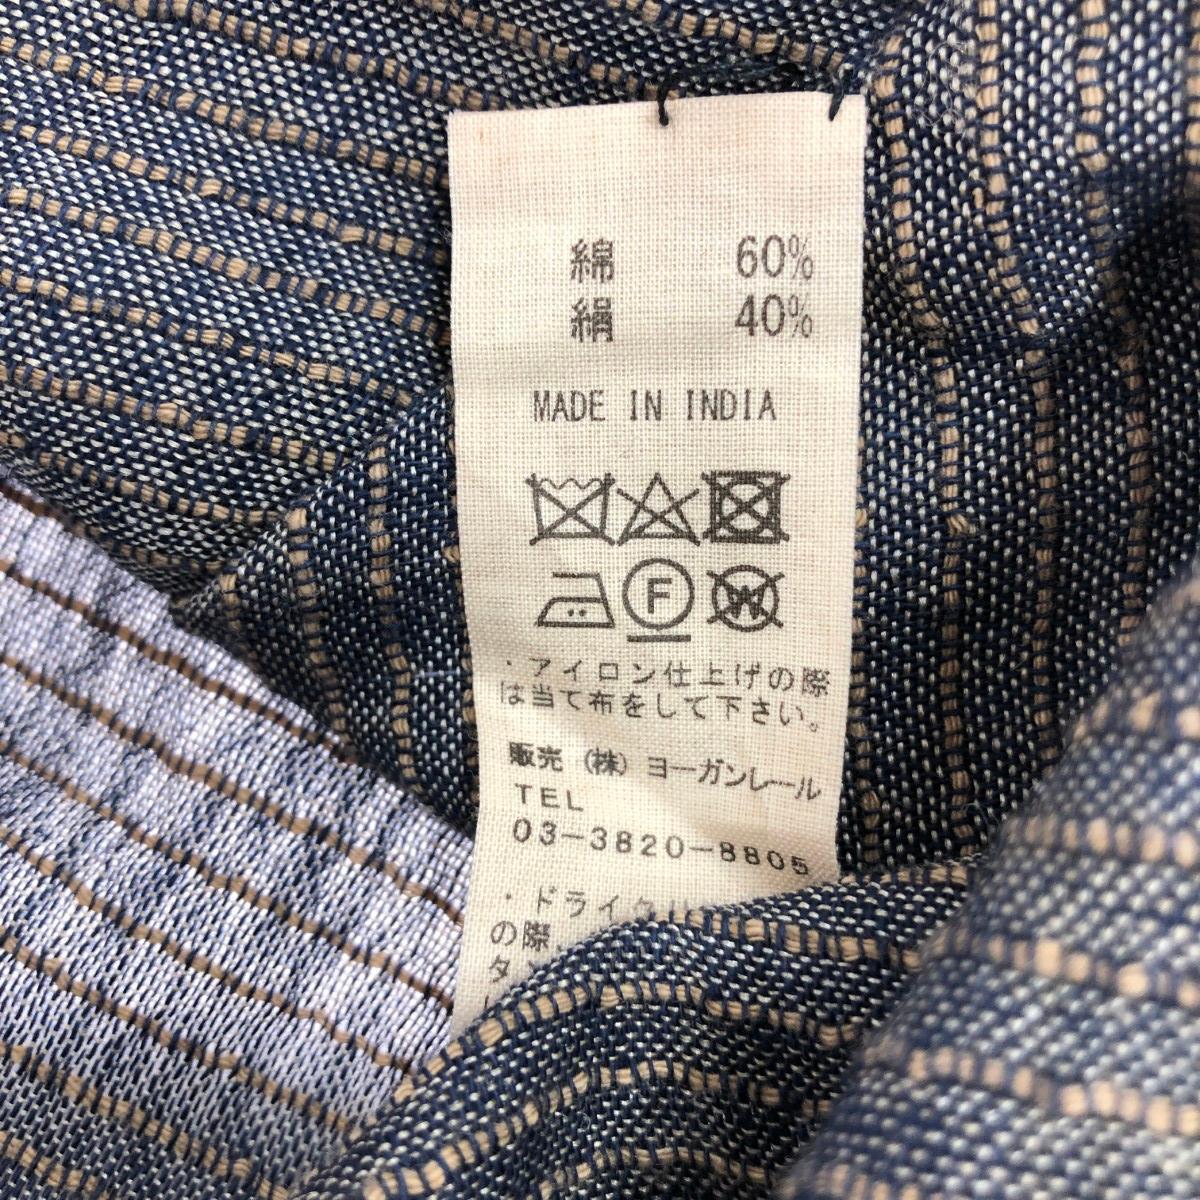 綿 60%
絹 40%
MADE IN INDIA
F
W
・アイロン仕上げの際
は当て布をして下さい。
販売 (株) ヨーガンレール
TEL
03-3820-8805
・ドライク
の際
タ